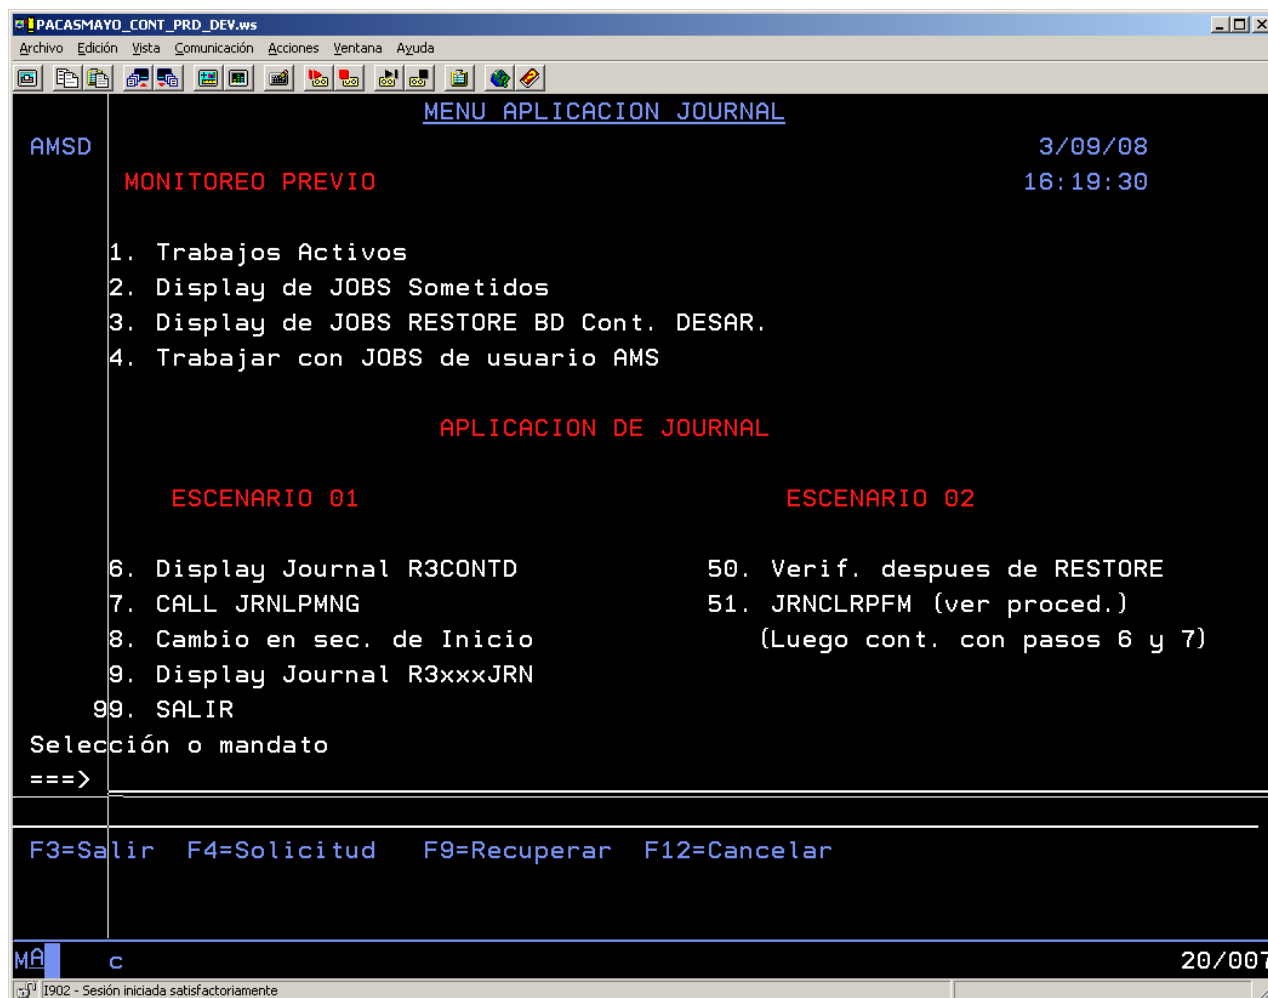 PACASMAYO_CONT_PRD_DEV.ws
Archivo Edición Vista Comunicación Acciones Ventana Ayuda
MENU APLICACION JOURNAL
AMSD 3/09/08
MONITOREO PREVIO 16:19:30
1. Trabajos Activos
2. Display de JOBS Sometidos
3. Display de JOBS RESTORE BD Cont. DESAR.
4. Trabajar con JOBS de usuario AMS
APLICACION DE JOURNAL
ESCENARIO 01 ESCENARIO 02
6. Display Journal R3CONTD 50. Verif. despues de RESTORE
7. CALL JRNLPMNG 51. JRNCLRPFM (ver proced.)
8. Cambio en sec. de Inicio (Luego cont. con pasos 6 y 7)
9. Display Journal R3xxxJRN
99. SALIR
Selección o mandato
===>
F3=Salir F4=Solicitud F9=Recuperar F12=Cancelar
MA c 20/007
I902 - Sesión iniciada satisfactoriamente